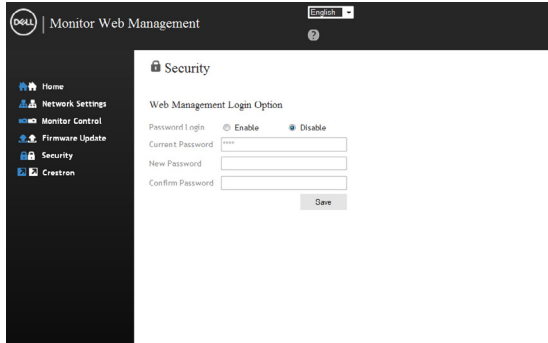 DELL | Monitor Web Management
English
?
Home
Network Settings
Monitor Control
Firmware Update
Security
Crestron
Security
Web Management Login Option
Password Login Enable Disable
Current Password ****
New Password
Confirm Password
Save